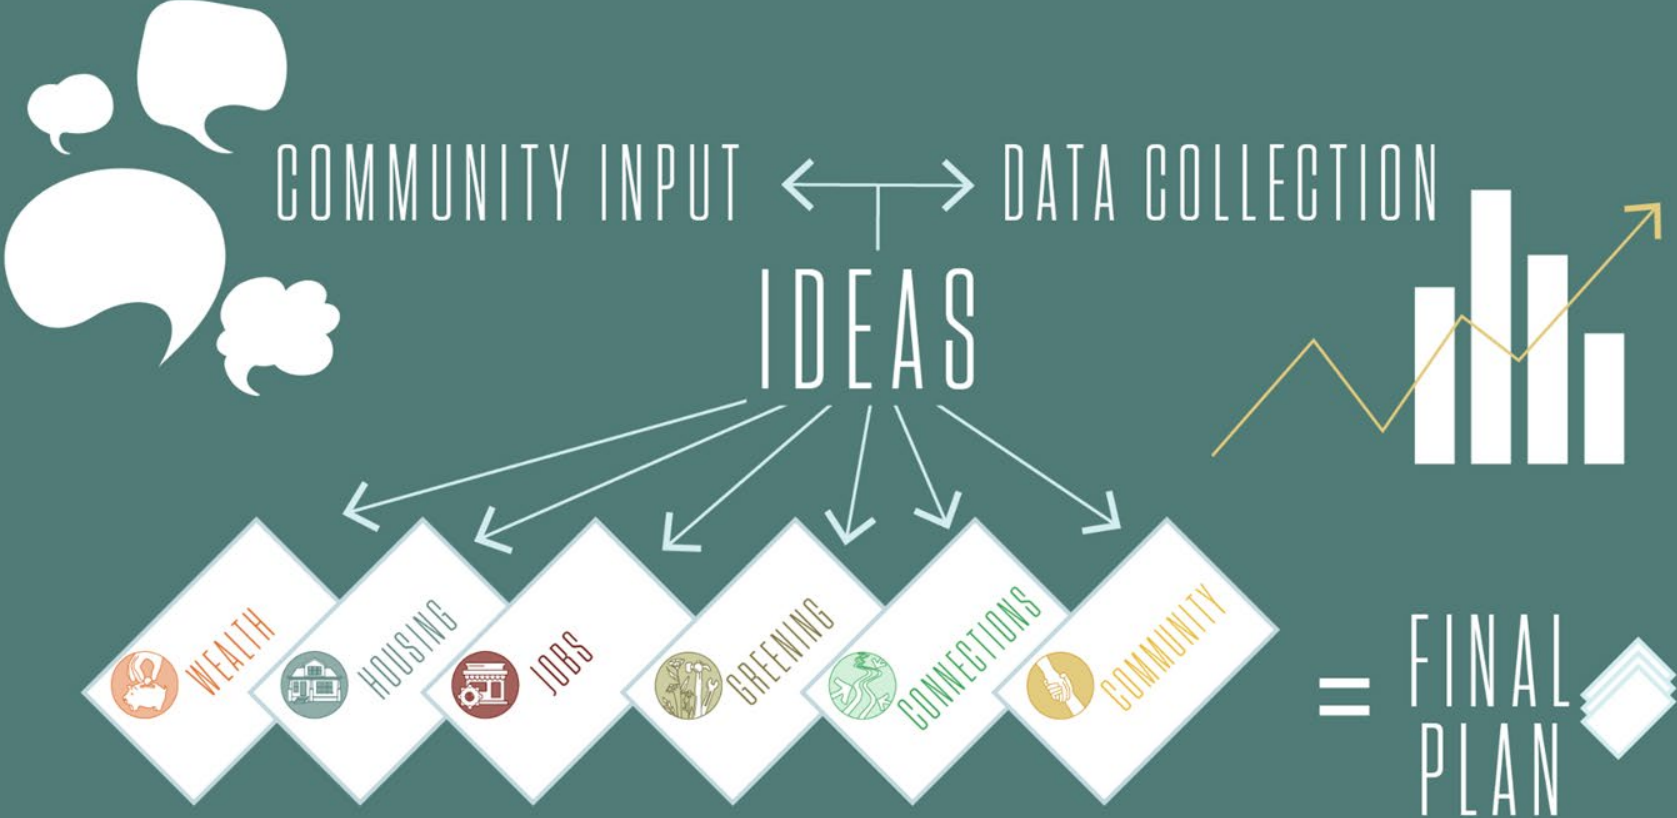 COMMUNITY INPUT
DATA COLLECTION
IDEAS
WEALTH
HOUSING
JOBS
GREENING
CONNECTIONS
COMMUNITY
= FINAL
PLAN